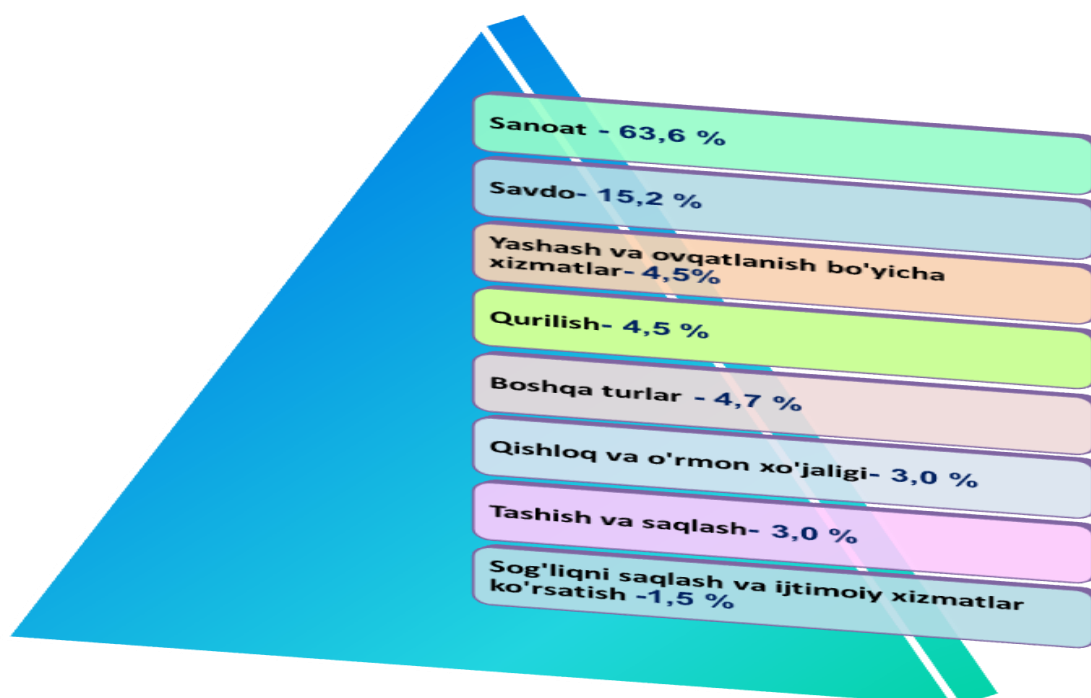 Sanoat - 63,6 %
Savdo- 15,2 %
Yashash va ovqatlanish bo'yicha
xizmatlar- 4,5%
Qurilish- 4,5 %
Boshqa turlar - 4,7 %
Qishloq va o'rmon xo'jaligi- 3,0 %
Tashish va saqlash- 3,0 %
Sog'liqni saqlash va ijtimoiy xizmatlar
ko'rsatish -1,5 %